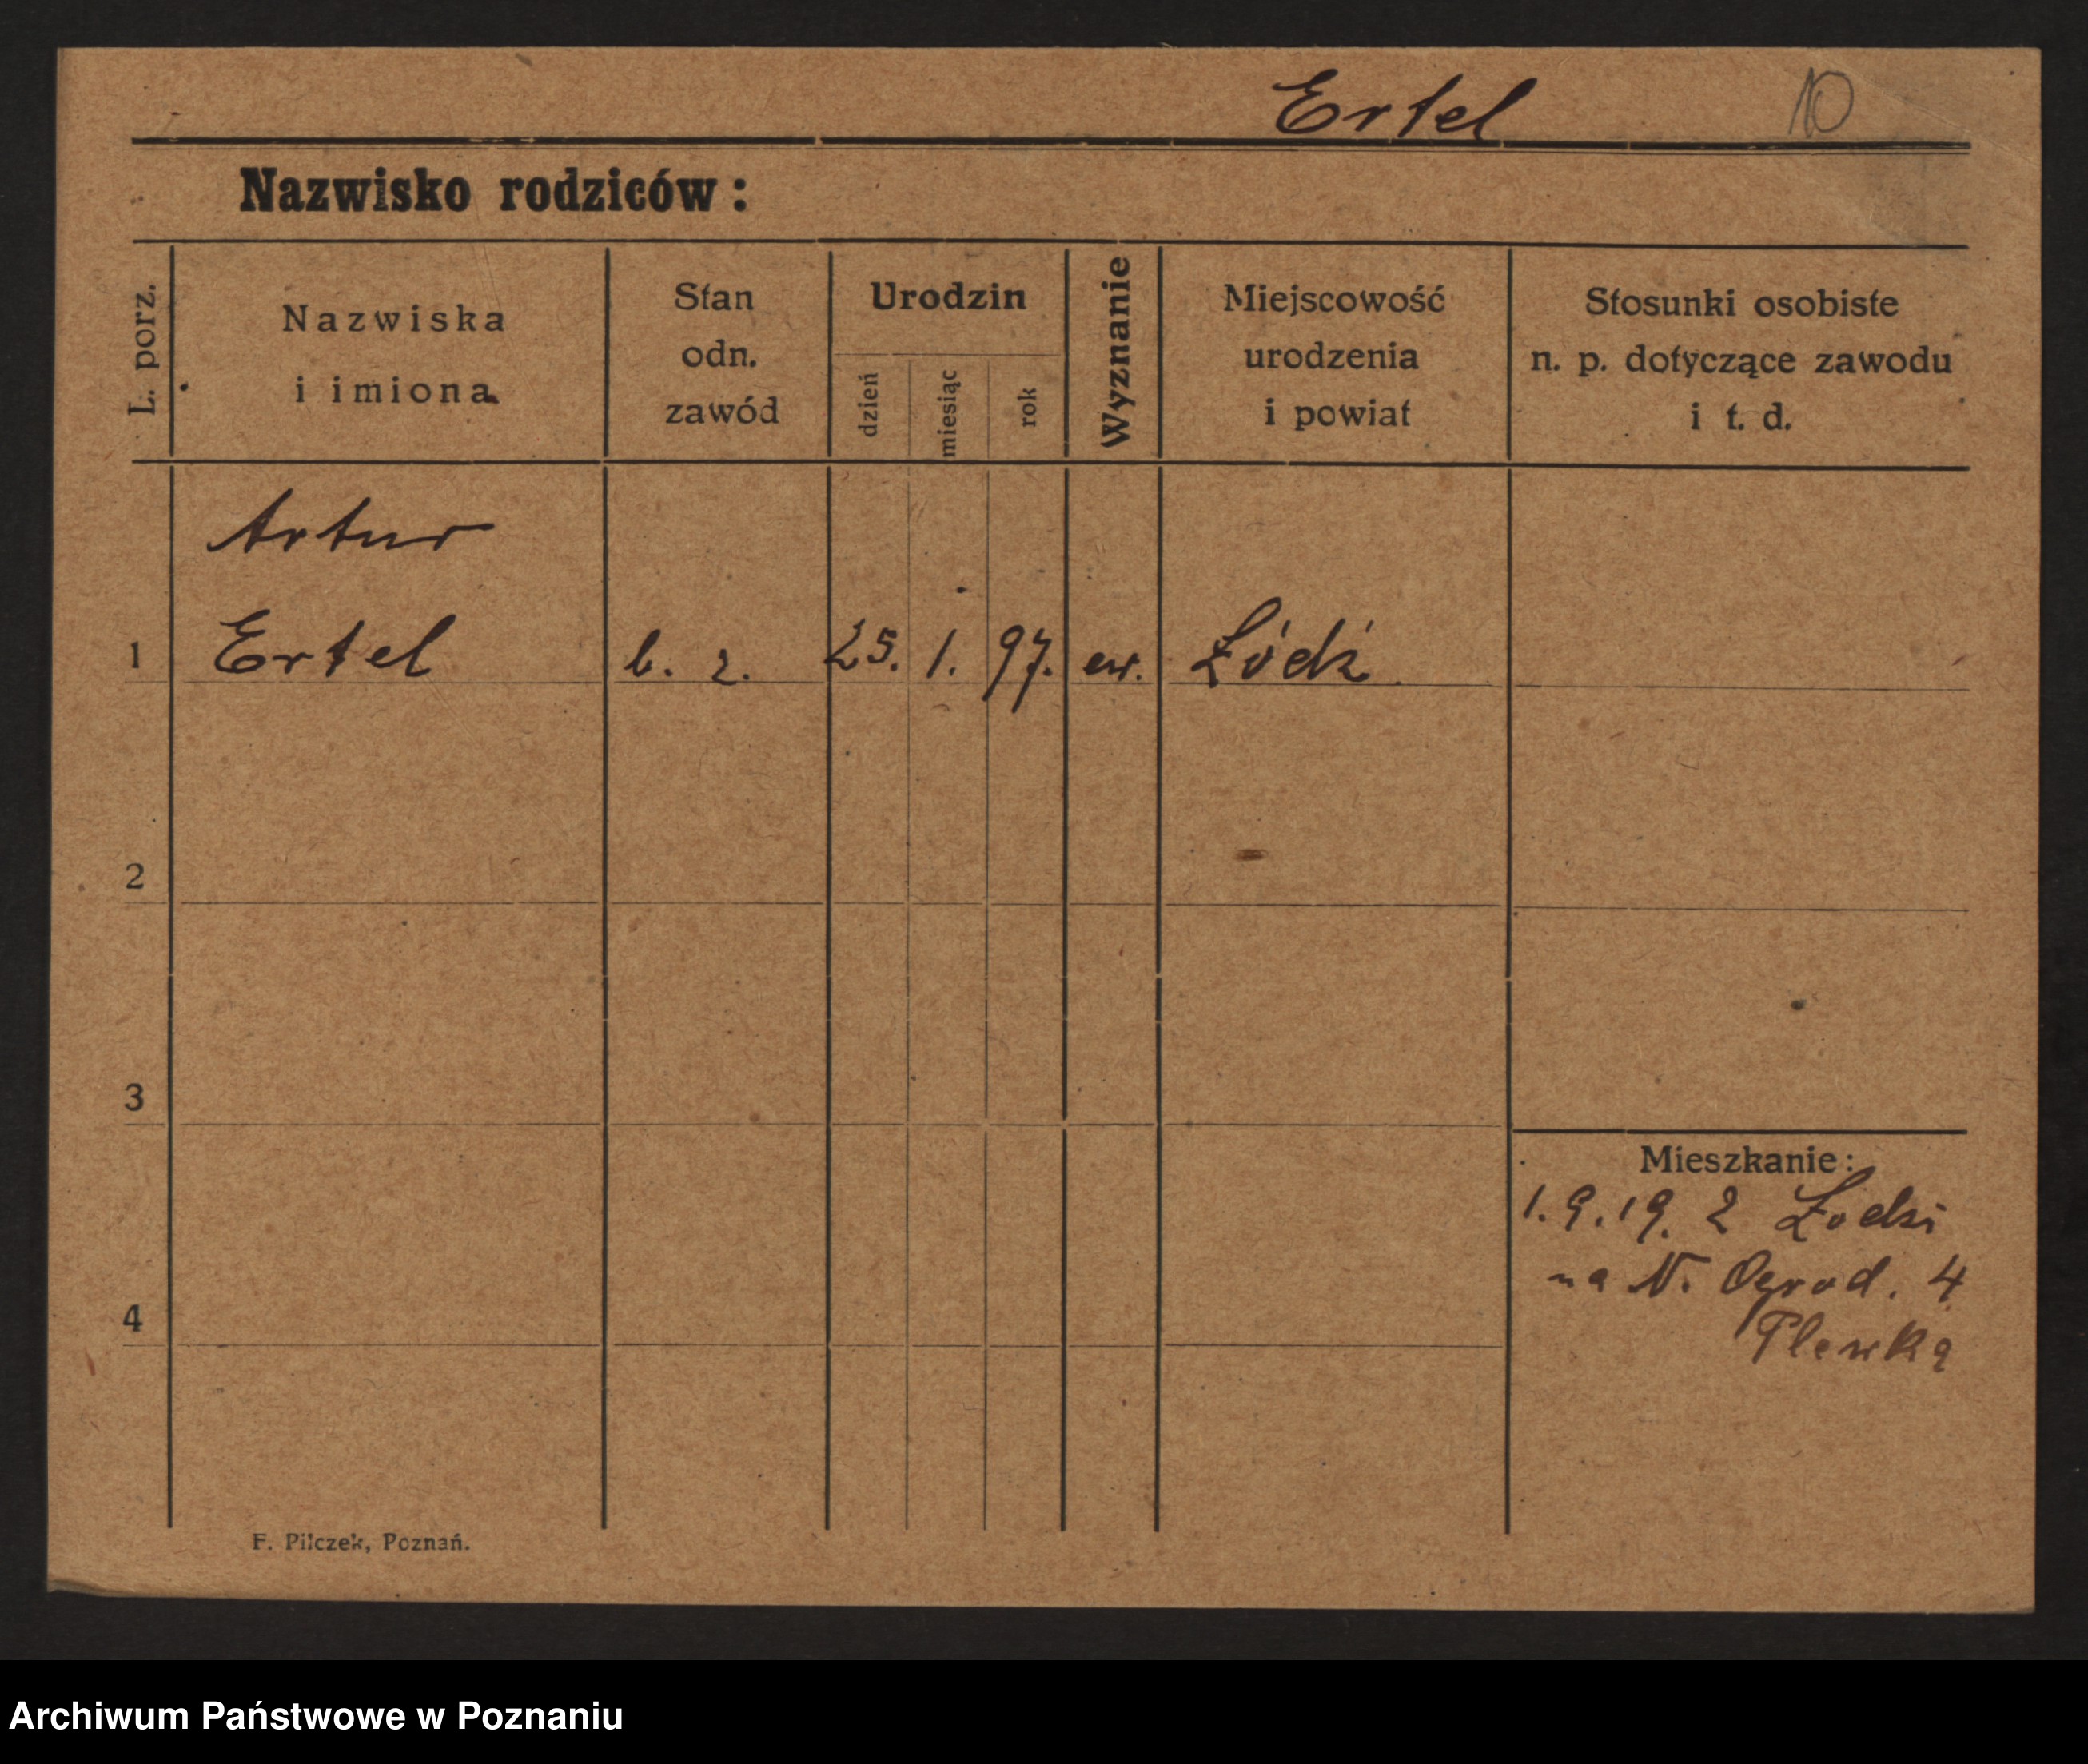 Ertel 10
Nazwisko rodziców:
L. porz.
Nazwiska
i imiona
Stan
odn.
zawód
Urodzin
dzień
miesiąc
rok
Wyznanie
Miejscowość
urodzenia
i powiat
Stosunki osobiste
n. p. dotyczące zawodu
i t. d.
Artur
1 Ertel b. z. 25. 1. 97. ew. Łódź
2
3
4
Mieszkanie:
1.9.19. z Łodzi
na N. Ogrod. 4
F. Pilczek, Poznań.
Archiwum Państwowe w Poznaniu